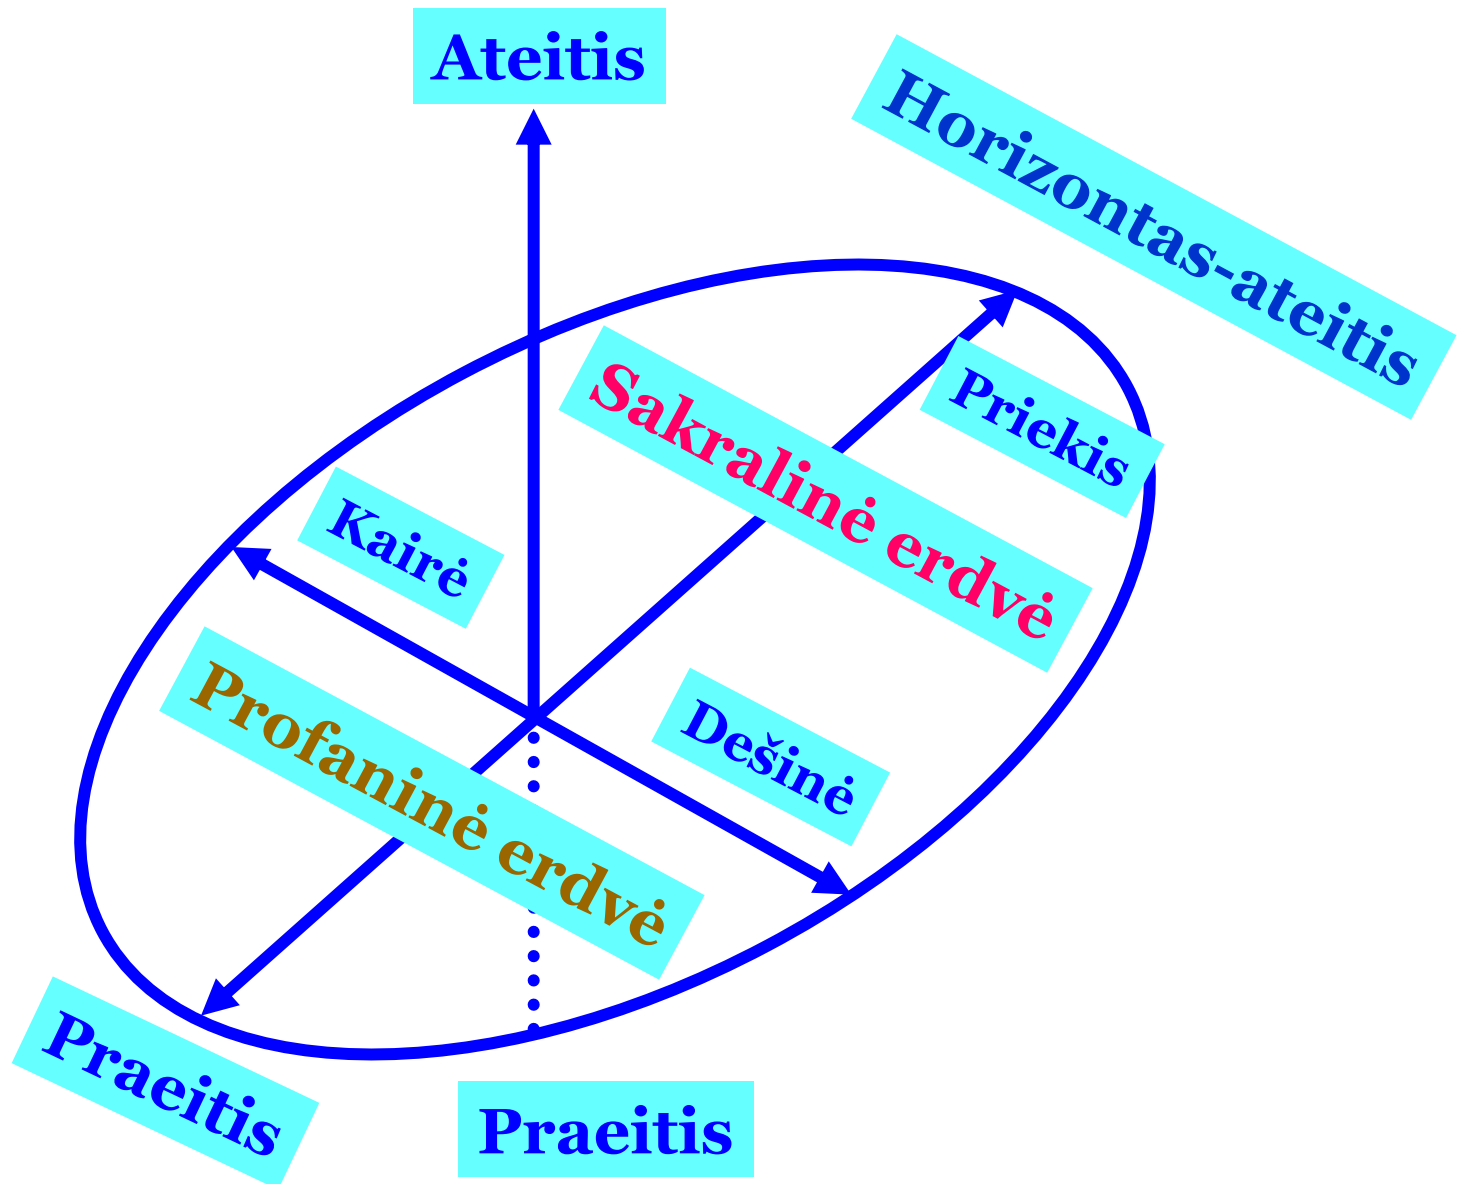 Ateitis
Horizontas-ateitis
Priekis
Sakralinė erdvė
Kairė
Dešinė
Profaninė erdvė
Praeitis
Praeitis